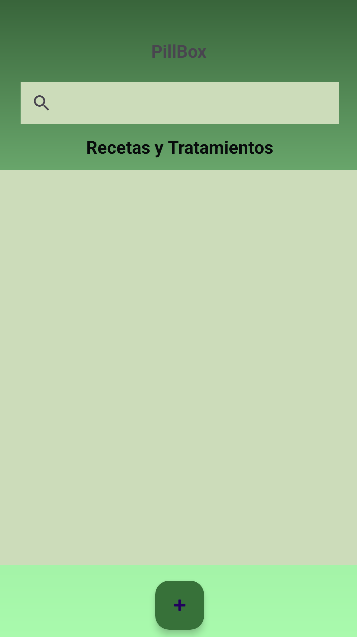 PillBox
Recetas y Tratamientos
+